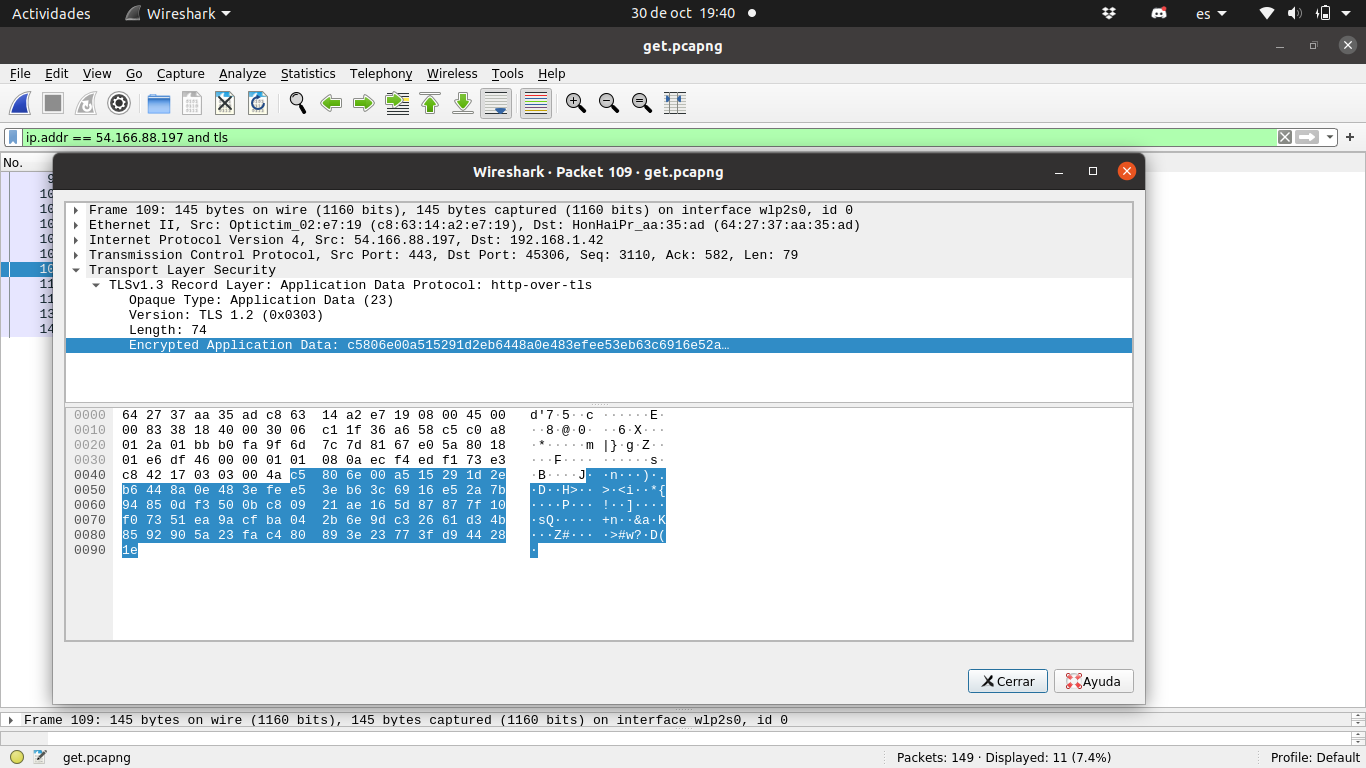 Actividades Wireshark 30 de oct 19:40 es
get.pcapng
File Edit View Go Capture Analyze Statistics Telephony Wireless Tools Help
ip.addr == 54.166.88.197 and tls
No.
Wireshark · Packet 109 · get.pcapng
Frame 109: 145 bytes on wire (1160 bits), 145 bytes captured (1160 bits) on interface wlp2s0, id 0
Ethernet II, Src: Optictim_02:e7:19 (c8:63:14:a2:e7:19), Dst: HonHaiPr_aa:35:ad (64:27:37:aa:35:ad)
Internet Protocol Version 4, Src: 54.166.88.197, Dst: 192.168.1.42
Transmission Control Protocol, Src Port: 443, Dst Port: 45306, Seq: 3110, Ack: 582, Len: 79
Transport Layer Security
TLSv1.3 Record Layer: Application Data Protocol: http-over-tls
Opaque Type: Application Data (23)
Version: TLS 1.2 (0x0303)
Length: 74
Encrypted Application Data: c5806e00a515291d2eb6448a0e483efee53eb63c6916e52a…
0000 64 27 37 aa 35 ad c8 63 14 a2 e7 19 08 00 45 00 d'7·5··c ······E·
0010 00 83 38 18 40 00 30 06 c1 11 1f 36 a6 58 c5 c0 a8 ··8·@·0· ··6·X···
0020 01 2a 01 bb b0 fa 9f 6d 7c 7d 81 67 e0 5a 80 18 ·*·····m |}·g·Z··
0030 01 e6 df 46 00 00 01 01 08 0a ec f4 ed f1 73 e3 ···F···· ······s·
0040 c8 42 17 03 03 00 4a c5 80 6e 00 a5 15 29 1d 2e ·B····J· ·n···)·.
0050 b6 44 8a 0e 48 3e fe e5 3e b6 3c 69 16 e5 2a 7b ·D··H>·· >·<i··*{
0060 94 85 0d f3 50 0b c8 09 21 ae 16 5d 87 87 7f 10 ····P··· !··]····
0070 f0 73 51 ea 9a cf ba 04 2b 6e 9d c3 26 61 d3 4b ·sQ····· +n··&a·K
0080 85 92 90 5a 23 fa c4 80 89 3e 23 77 3f d9 44 28 ···Z#··· ·>#w?·D(
0090 1e ·
Cerrar Ayuda
Frame 109: 145 bytes on wire (1160 bits), 145 bytes captured (1160 bits) on interface wlp2s0, id 0
get.pcapng Packets: 149 · Displayed: 11 (7.4%) Profile: Default